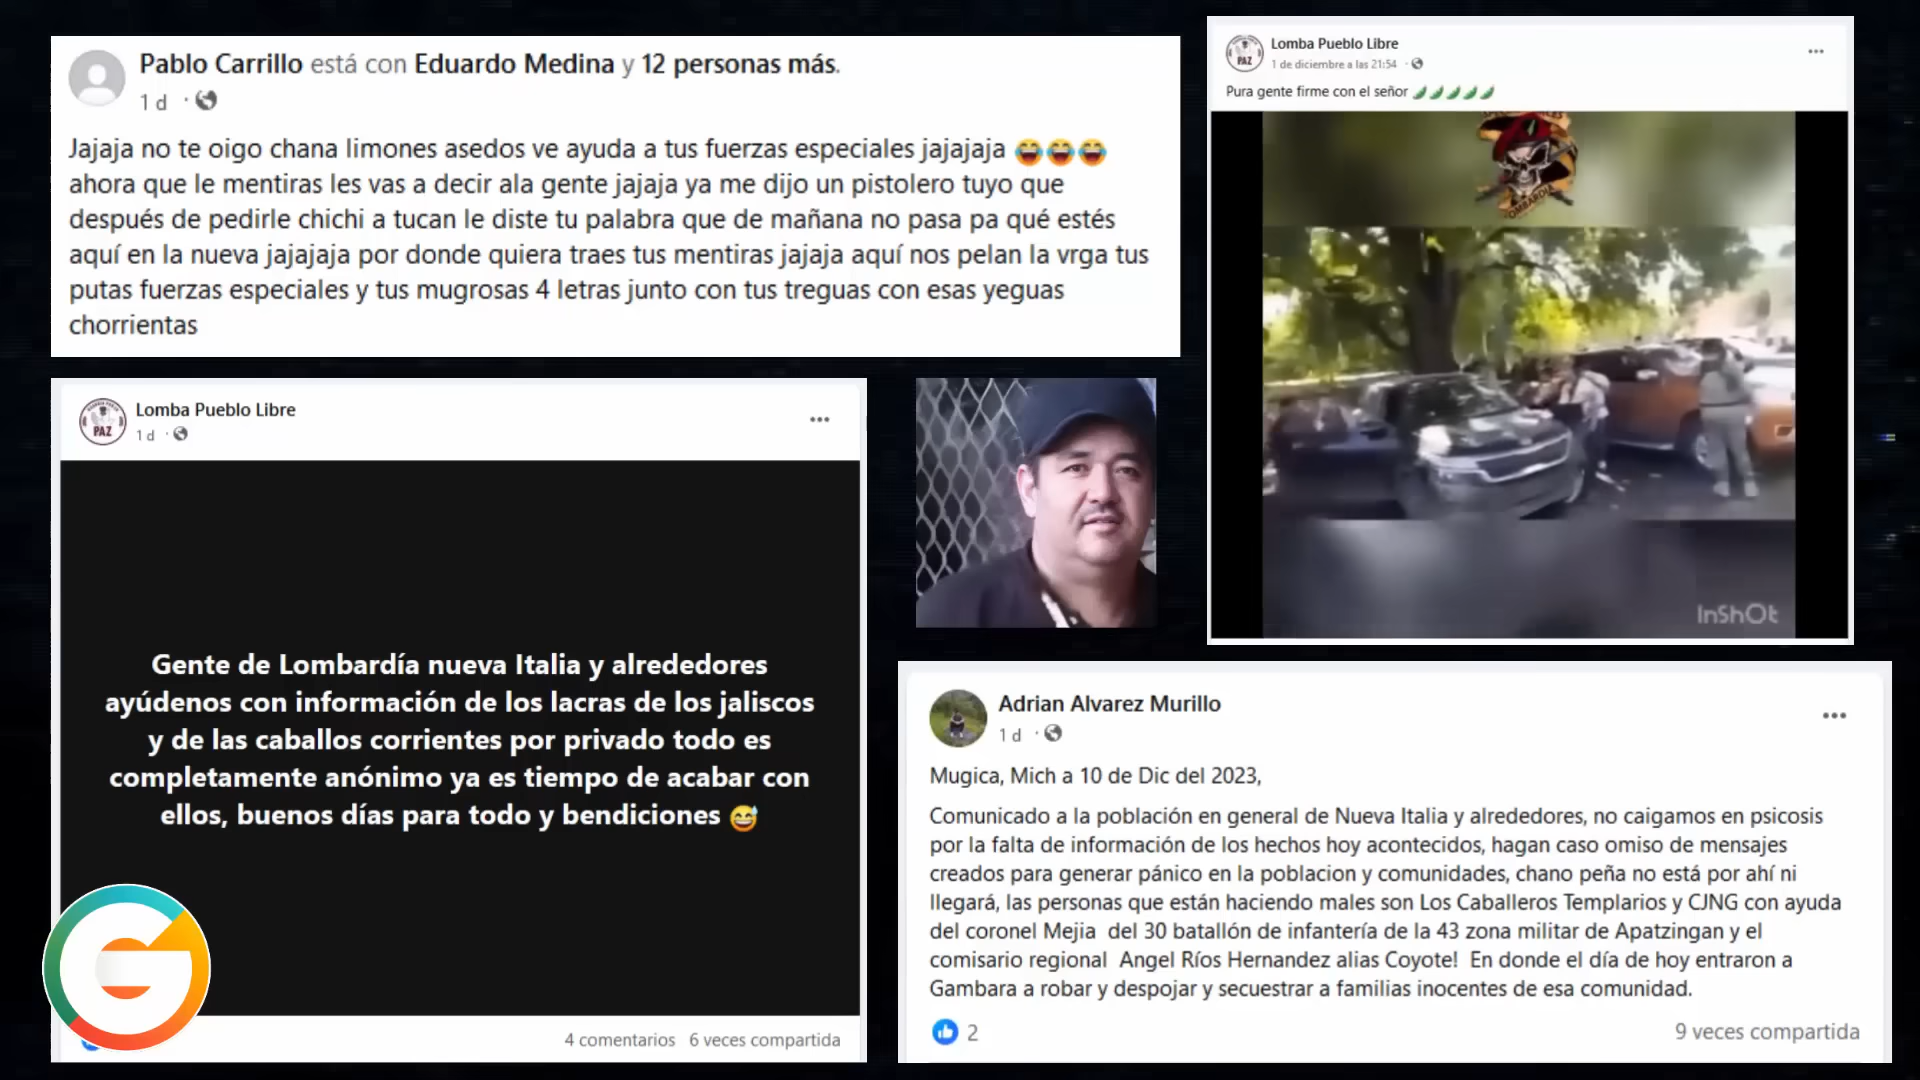 Pablo Carrillo está con Eduardo Medina y 12 personas más.
1 d
Jajaja no te oigo chana limones asedos ve ayuda a tus fuerzas especiales jajajaja 😂😂😂
ahora que le mentiras les vas a decir ala gente jajaja ya me dijo un pistolero tuyo que
después de pedirle chichi a tucan le diste tu palabra que de mañana no pasa pa qué estés
aquí en la nueva jajajaja por donde quiera traes tus mentiras jajaja aquí nos pelan la vrga tus
putas fuerzas especiales y tus mugrosas 4 letras junto con tus treguas con esas yeguas
chorrientas
Lomba Pueblo Libre
PAZ
1 de diciembre a las 21:54
Pura gente firme con el señor
InShOt
Lomba Pueblo Libre
PAZ
1 d
Gente de Lombardía nueva Italia y alrededores
ayúdenos con información de los lacras de los jaliscos
y de las caballos corrientes por privado todo es
completamente anónimo ya es tiempo de acabar con
ellos, buenos días para todo y bendiciones 😅
4 comentarios 6 veces compartida
Adrian Alvarez Murillo
1 d
Mugica, Mich a 10 de Dic del 2023,
Comunicado a la población en general de Nueva Italia y alrededores, no caigamos en psicosis
por la falta de información de los hechos hoy acontecidos, hagan caso omiso de mensajes
creados para generar pánico en la poblacion y comunidades, chano peña no está por ahí ni
llegará, las personas que están haciendo males son Los Caballeros Templarios y CJNG con ayuda
del coronel Mejia del 30 batallón de infantería de la 43 zona militar de Apatzingan y el
comisario regional Angel Ríos Hernandez alias Coyote! En donde el día de hoy entraron a
Gambara a robar y despojar y secuestrar a familias inocentes de esa comunidad.
2
9 veces compartida